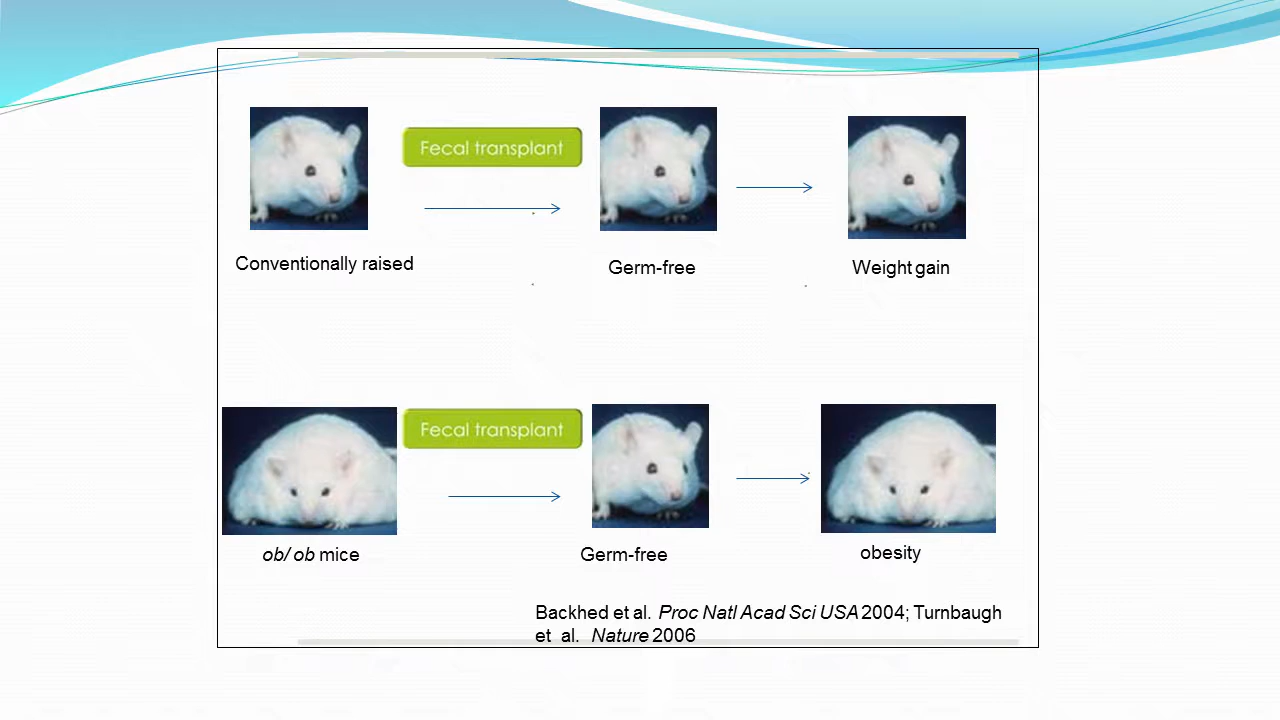 Fecal transplant
Conventionally raised
Germ-free
Weight gain
Fecal transplant
ob/ ob mice
Germ-free
obesity
Backhed et al. Proc Natl Acad Sci USA 2004; Turnbaugh
et al. Nature 2006